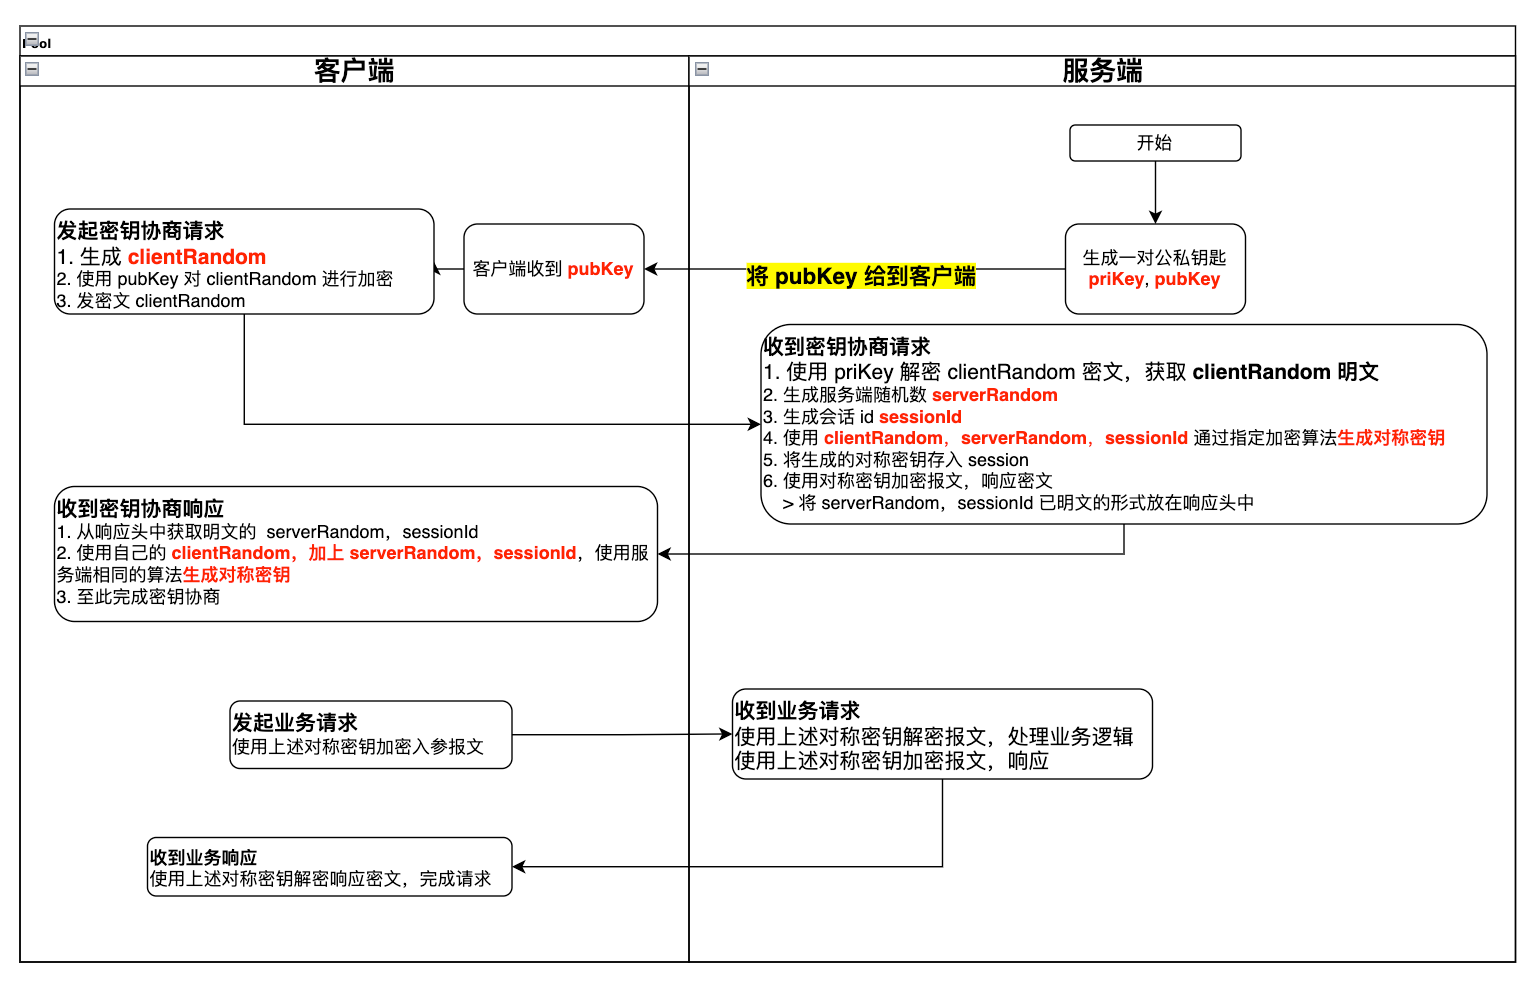 客户端
服务端
开始
生成一对公私钥匙
priKey, pubKey
将 pubKey 给到客户端
客户端收到 pubKey
发起密钥协商请求
1. 生成 clientRandom
2. 使用 pubKey 对 clientRandom 进行加密
3. 发密文 clientRandom
收到密钥协商请求
1. 使用 priKey 解密 clientRandom 密文，获取 clientRandom 明文
2. 生成服务端随机数 serverRandom
3. 生成会话 id sessionId
4. 使用 clientRandom，serverRandom，sessionId 通过指定加密算法生成对称密钥
5. 将生成的对称密钥存入 session
6. 使用对称密钥加密报文，响应密文
> 将 serverRandom，sessionId 已明文的形式放在响应头中
收到密钥协商响应
1. 从响应头中获取明文的 serverRandom，sessionId
2. 使用自己的 clientRandom，加上 serverRandom，sessionId，使用服
务端相同的算法生成对称密钥
3. 至此完成密钥协商
发起业务请求
使用上述对称密钥加密入参报文
收到业务请求
使用上述对称密钥解密报文，处理业务逻辑
使用上述对称密钥加密报文，响应
收到业务响应
使用上述对称密钥解密响应密文，完成请求